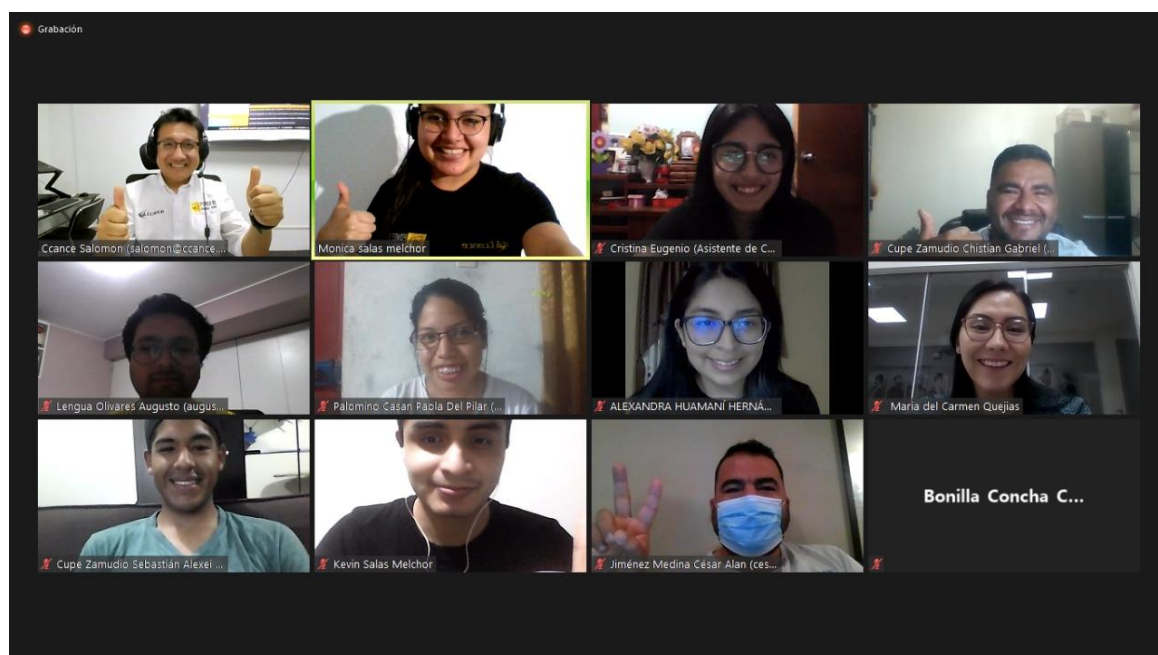 Grabación
Ccance Salomon (salomon@ccance....
Monica salas melchor
Cristina Eugenio (Asistente de C...
Cupe Zamudio Chistian Gabriel (...
Lengua Olivares Augusto (augus...
Palomino Casan Paola Del Pilar (...
ALEXANDRA HUAMANÍ HERNÁ...
Maria del Carmen Quejias
Cupe Zamudio Sebastián Alexei ...
Kevin Salas Melchor
Jiménez Medina César Alan (ces...
Bonilla Concha C...